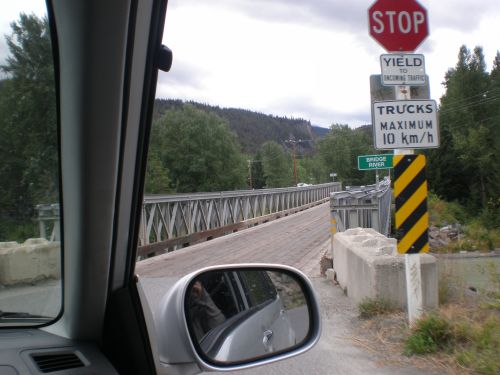 STOP
YIELD
TO
ONCOMING TRAFFIC
TRUCKS
MAXIMUM
10 km/h
BRIDGE
RIVER